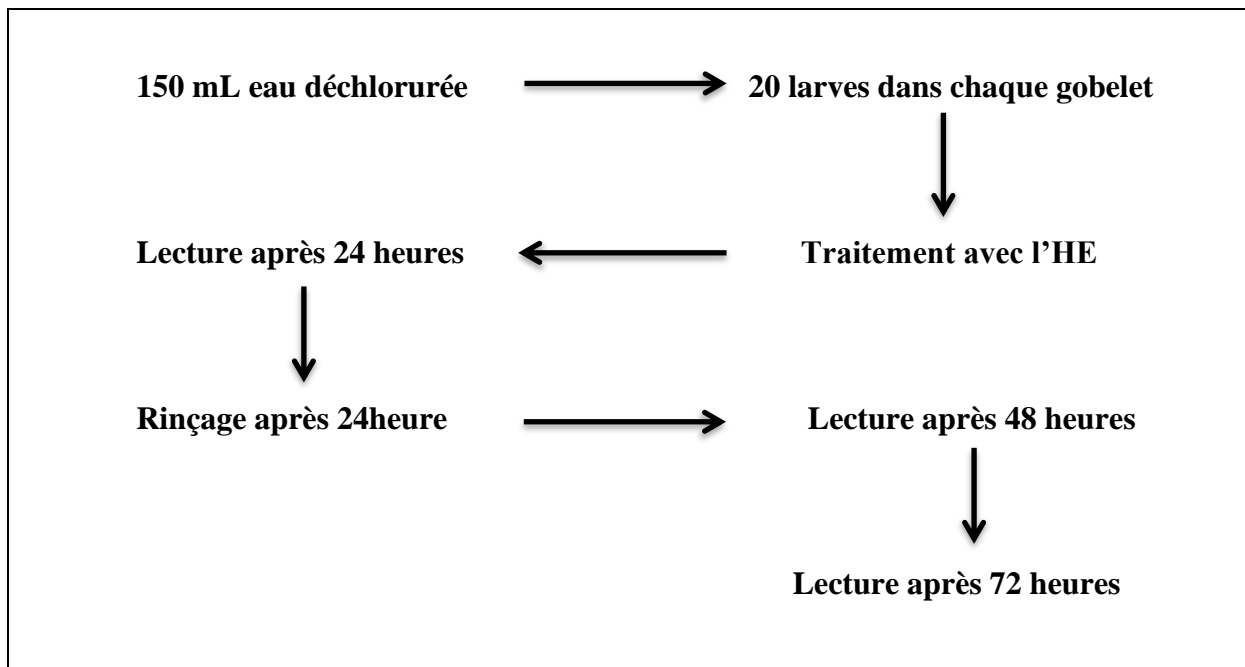 150 mL eau déchlorurée
20 larves dans chaque gobelet
Traitement avec l’HE
Lecture après 24 heures
Rinçage après 24heure
Lecture après 48 heures
Lecture après 72 heures